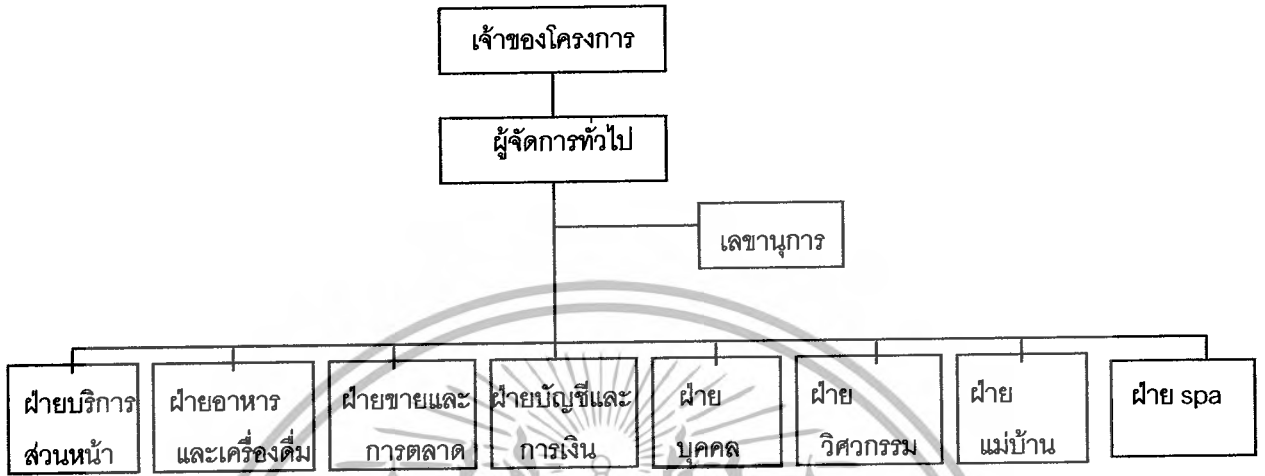 เจ้าของโครงการ
ผู้จัดการทั่วไป
เลขานุการ
ฝ่ายบริการ
ส่วนหน้า
ฝ่ายอาหาร
และเครื่องดื่ม
ฝ่ายขายและ
การตลาด
ฝ่ายบัญชีและ
การเงิน
ฝ่าย
บุคคล
ฝ่าย
วิศวกรรม
ฝ่าย
แม่บ้าน
ฝ่าย spa